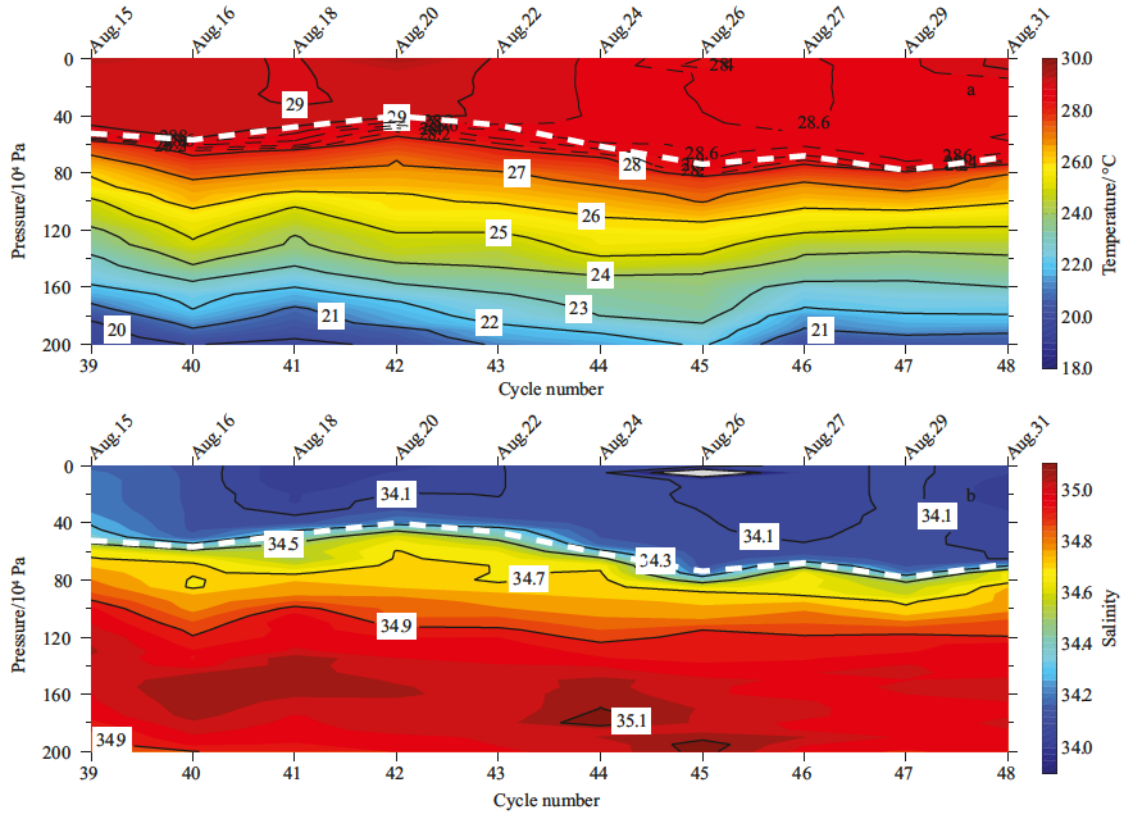 Aug.15 Aug.16 Aug.18 Aug.20 Aug.22 Aug.24 Aug.26 Aug.27 Aug.29 Aug.31
0 40 80 120 160 200
Pressure/10⁴ Pa
28.4
a
29 29
28.6
28.2
28.6
28
27
26
25
24
23
22
21 21
20
30.0 28.0 26.0 24.0 22.0 20.0 18.0
Temperature/°C
39 40 41 42 43 44 45 46 47 48
Cycle number
Aug.15 Aug.16 Aug.18 Aug.20 Aug.22 Aug.24 Aug.26 Aug.27 Aug.29 Aug.31
0 40 80 120 160 200
Pressure/10⁴ Pa
34.1 b
34.1 34.1
34.5 34.3
34.7
34.9
35.1
349
35.0 34.8 34.6 34.4 34.2 34.0
Salinity
39 40 41 42 43 44 45 46 47 48
Cycle number